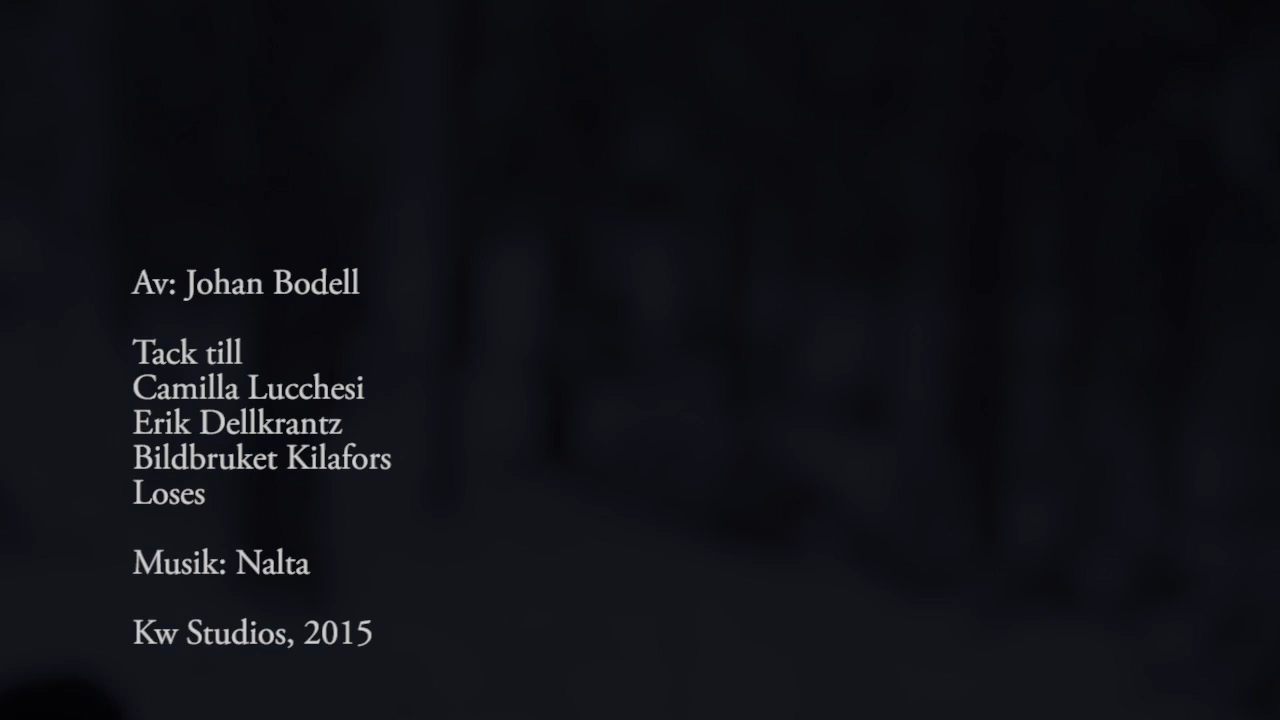 Av: Johan Bodell
Tack till
Camilla Lucchesi
Erik Dellkrantz
Bildbruket Kilafors
Loses
Musik: Nalta
Kw Studios, 2015